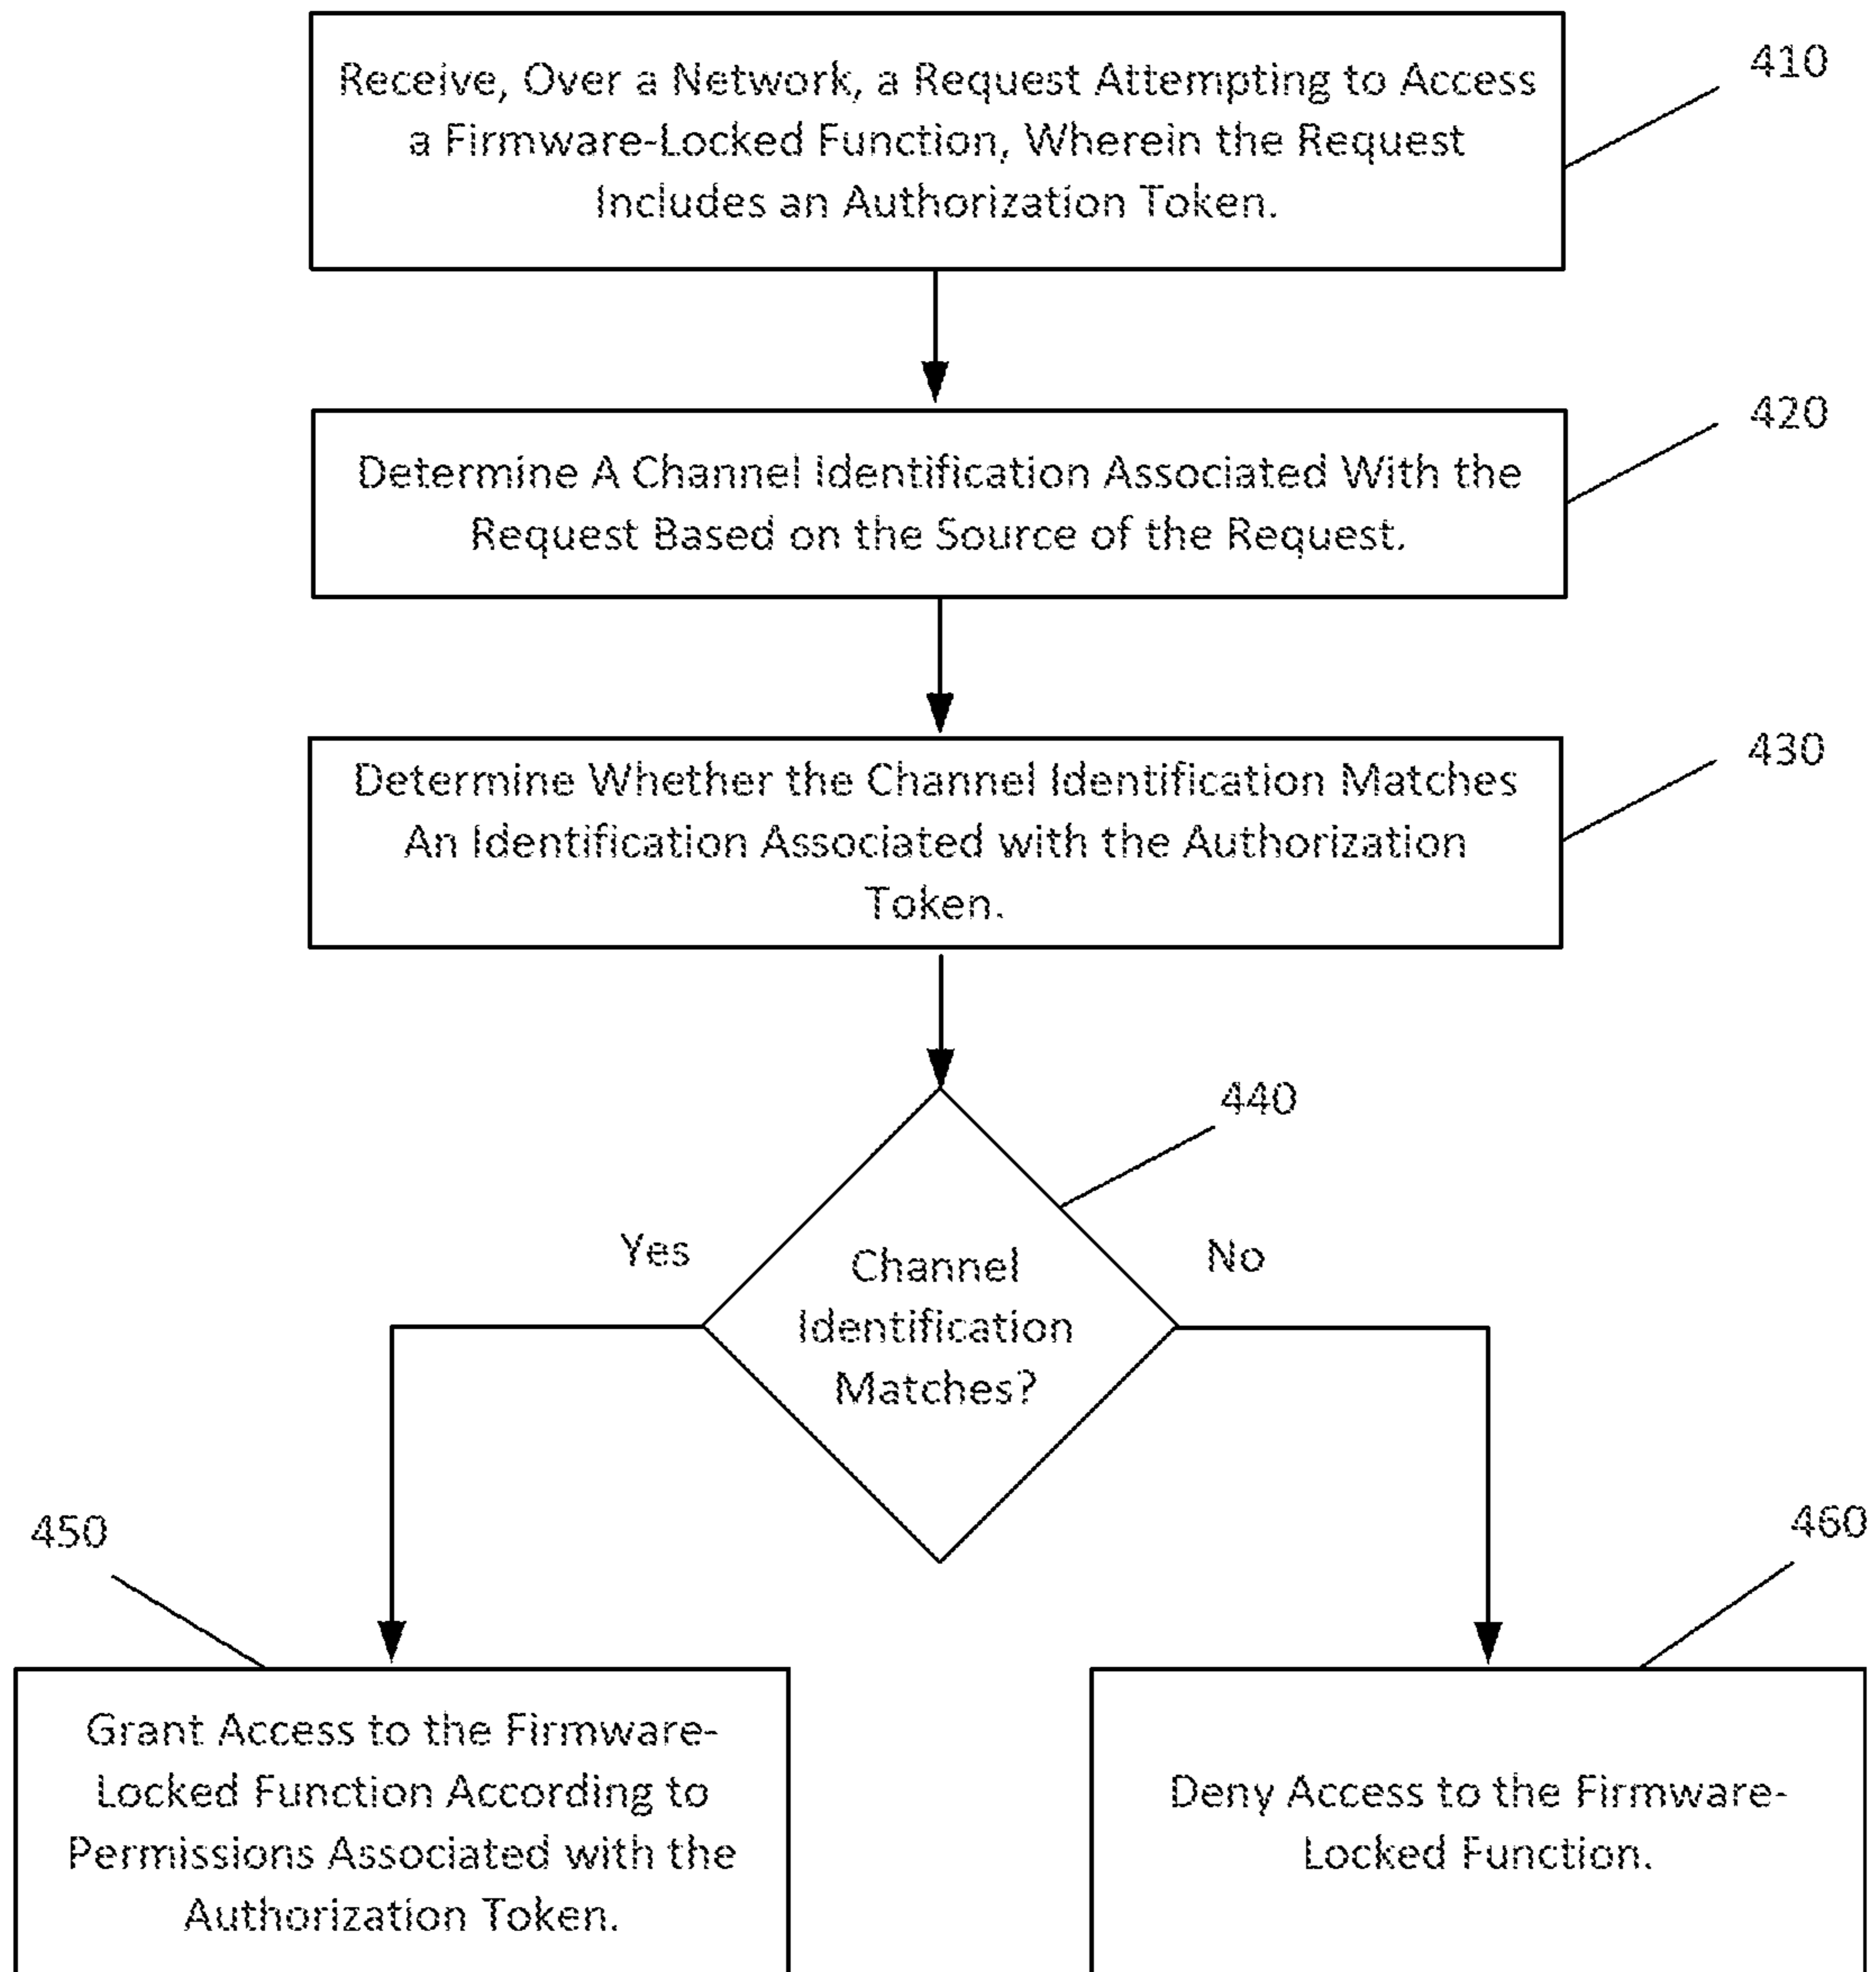 Receive, Over a Network, a Request Attempting to Access
a Firmware-Locked Function, Wherein the Request
Includes an Authorization Token.
410
Determine A Channel Identification Associated With the
Request Based on the Source of the Request.
420
Determine Whether the Channel Identification Matches
An Identification Associated with the Authorization
Token.
430
440
Yes
No
Channel
Identification
Matches?
450
460
Grant Access to the Firmware-
Locked Function According to
Permissions Associated with the
Authorization Token.
Deny Access to the Firmware-
Locked Function.